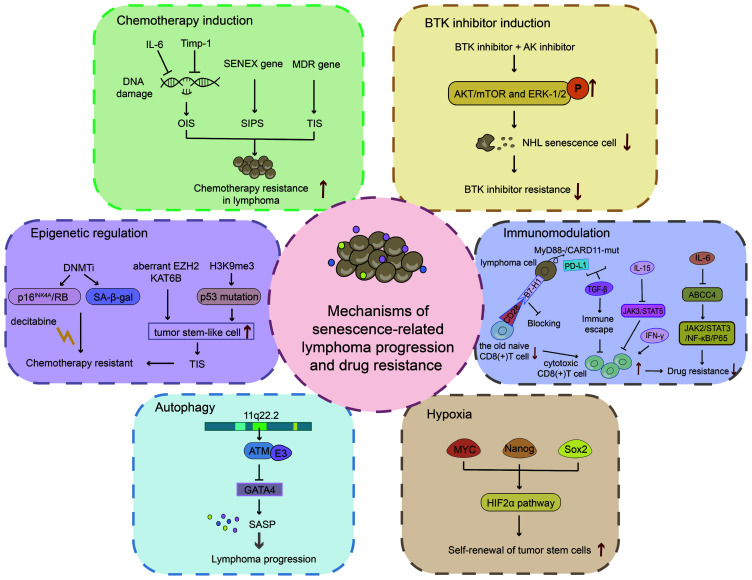 Chemotherapy induction
IL-6
Timp-1
SENEX gene
MDR gene
DNA
damage
OIS
SIPS
TIS
Chemotherapy resistance
in lymphoma
BTK inhibitor induction
BTK inhibitor + AK inhibitor
AKT/mTOR and ERK-1/2
P
NHL senescence cell
BTK inhibitor resistance
Epigenetic regulation
DNMTi
aberrant EZH2
KAT6B
H3K9me3
p16INK4A/RB
SA-β-gal
p53 mutation
decitabine
tumor stem-like cell
Chemotherapy resistant
TIS
Mechanisms of
senescence-related
lymphoma progression
and drug resistance
Immunomodulation
MyD88-/CARD11-mut
lymphoma cell
PD-L1
IL-15
IL-6
B7-H1
TGF-β
ABCC4
CD28
JAK3/STAT5
Blocking
Immune
escape
IFN-γ
JAK2/STAT3
/NF-κB/P65
the old naive
CD8(+)T cell
cytotoxic
CD8(+)T cell
Drug resistance
Autophagy
11q22.2
ATM
E3
GATA4
SASP
Lymphoma progression
Hypoxia
MYC
Nanog
Sox2
HIF2α pathway
Self-renewal of tumor stem cells